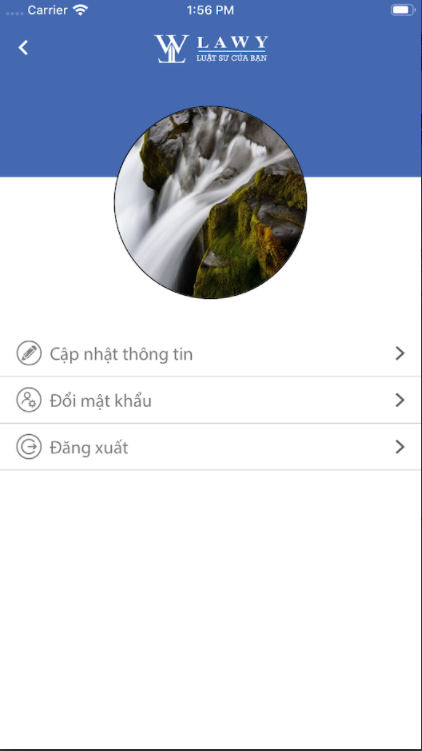 Carrier
1:56 PM
LAWY
LUẬT SƯ CỦA BẠN
Cập nhật thông tin
Đổi mật khẩu
Đăng xuất